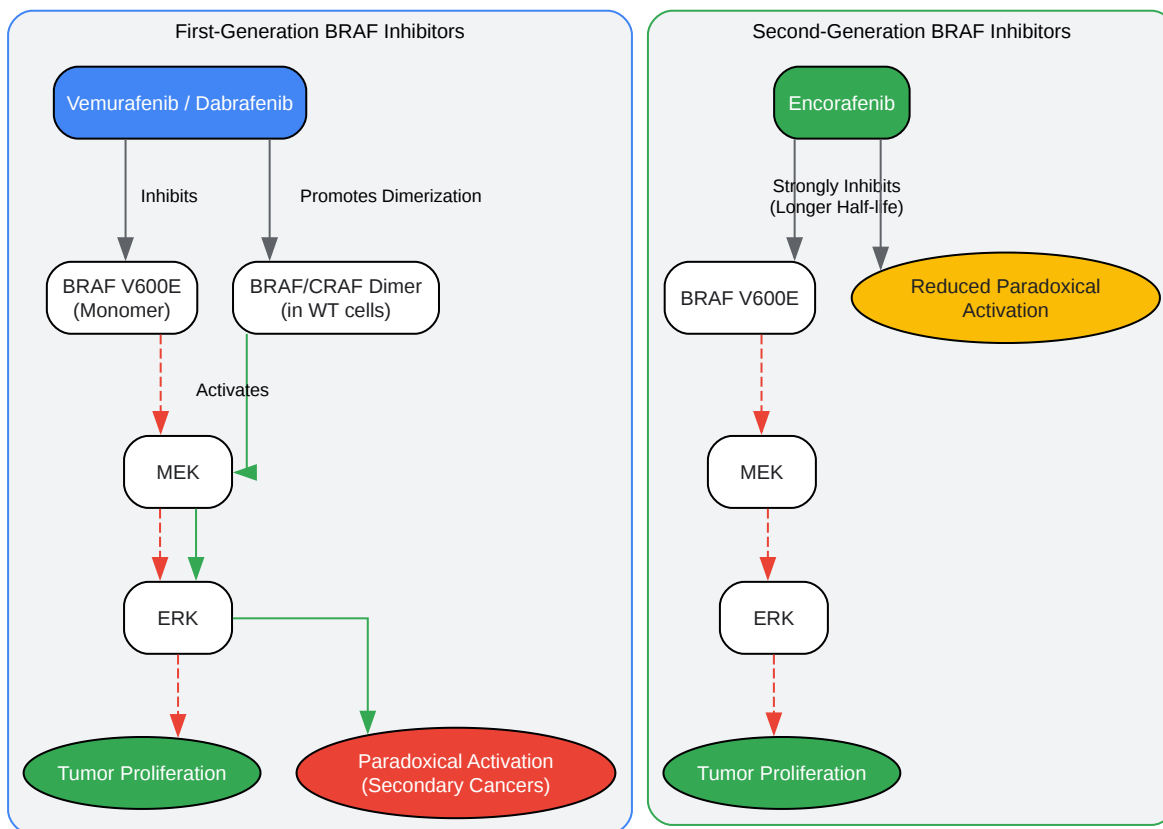 First-Generation BRAF Inhibitors
Vemurafenib / Dabrafenib
Inhibits
Promotes Dimerization
BRAF V600E
(Monomer)
BRAF/CRAF Dimer
(in WT cells)
Activates
MEK
ERK
Tumor Proliferation
Paradoxical Activation
(Secondary Cancers)
Second-Generation BRAF Inhibitors
Encorafenib
Strongly Inhibits
(Longer Half-life)
BRAF V600E
Reduced Paradoxical
Activation
MEK
ERK
Tumor Proliferation